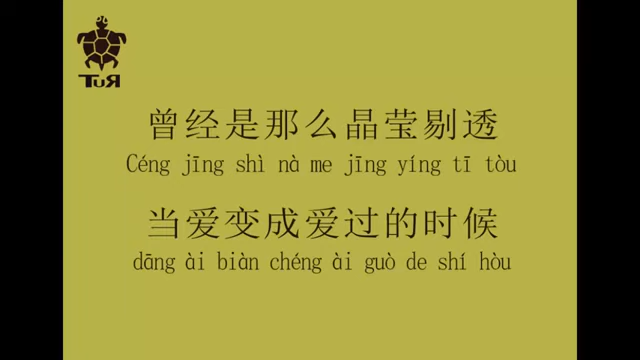 TuR
曾经是那么晶莹剔透
Céng jīng shì nà me jīng yíng tī tòu
当爱变成爱过的时候
dāng ài biàn chéng ài guò de shí hòu